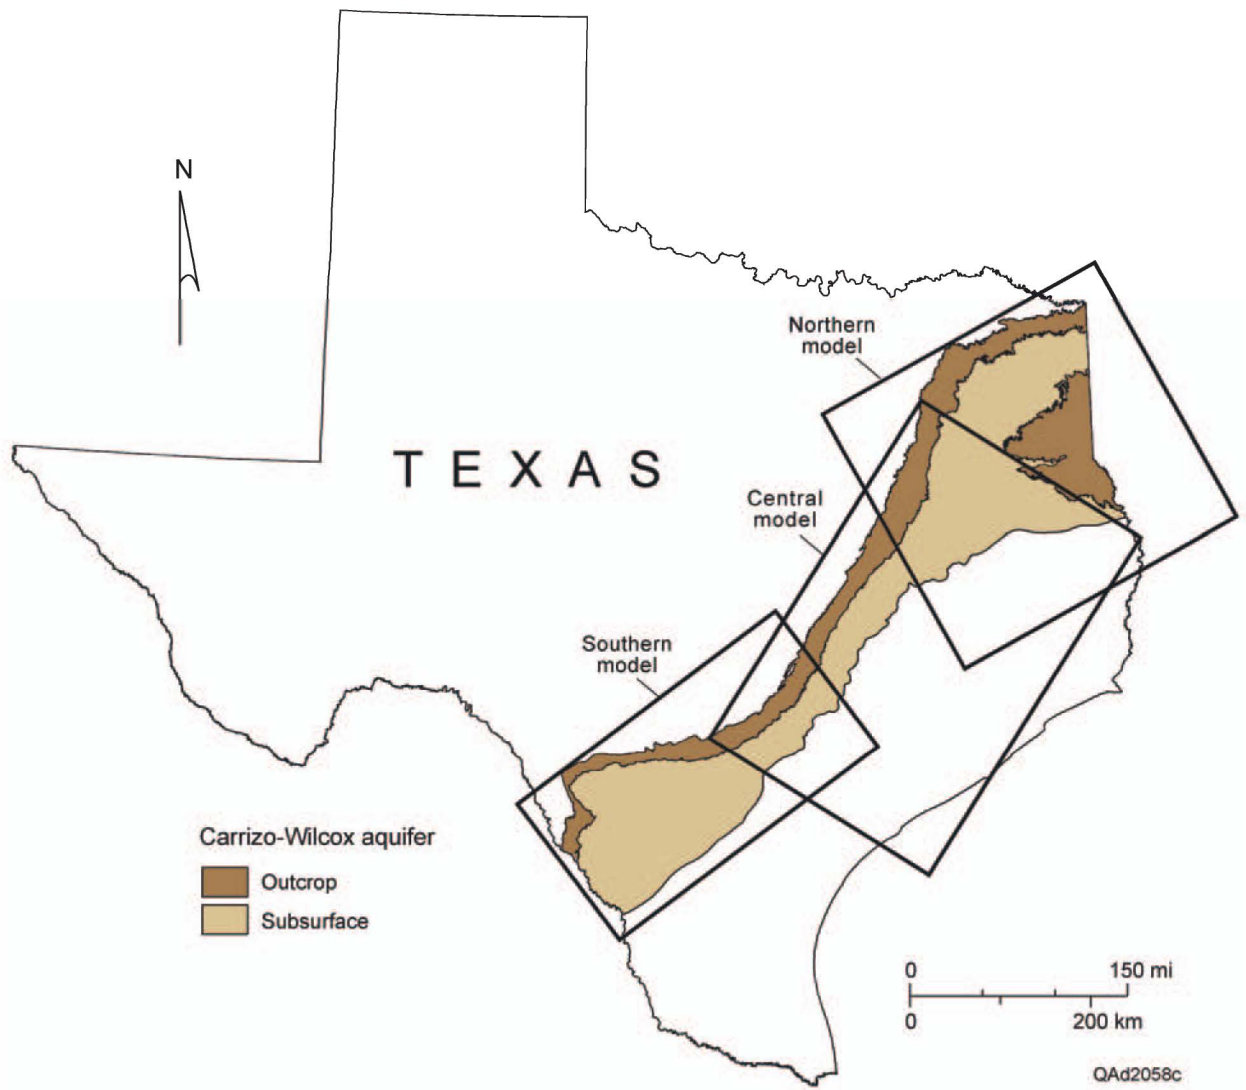 N
Northern
model
TEXAS
Central
model
Southern
model
Carrizo-Wilcox aquifer
Outcrop
Subsurface
0 150 mi
0 200 km
QAd2058c